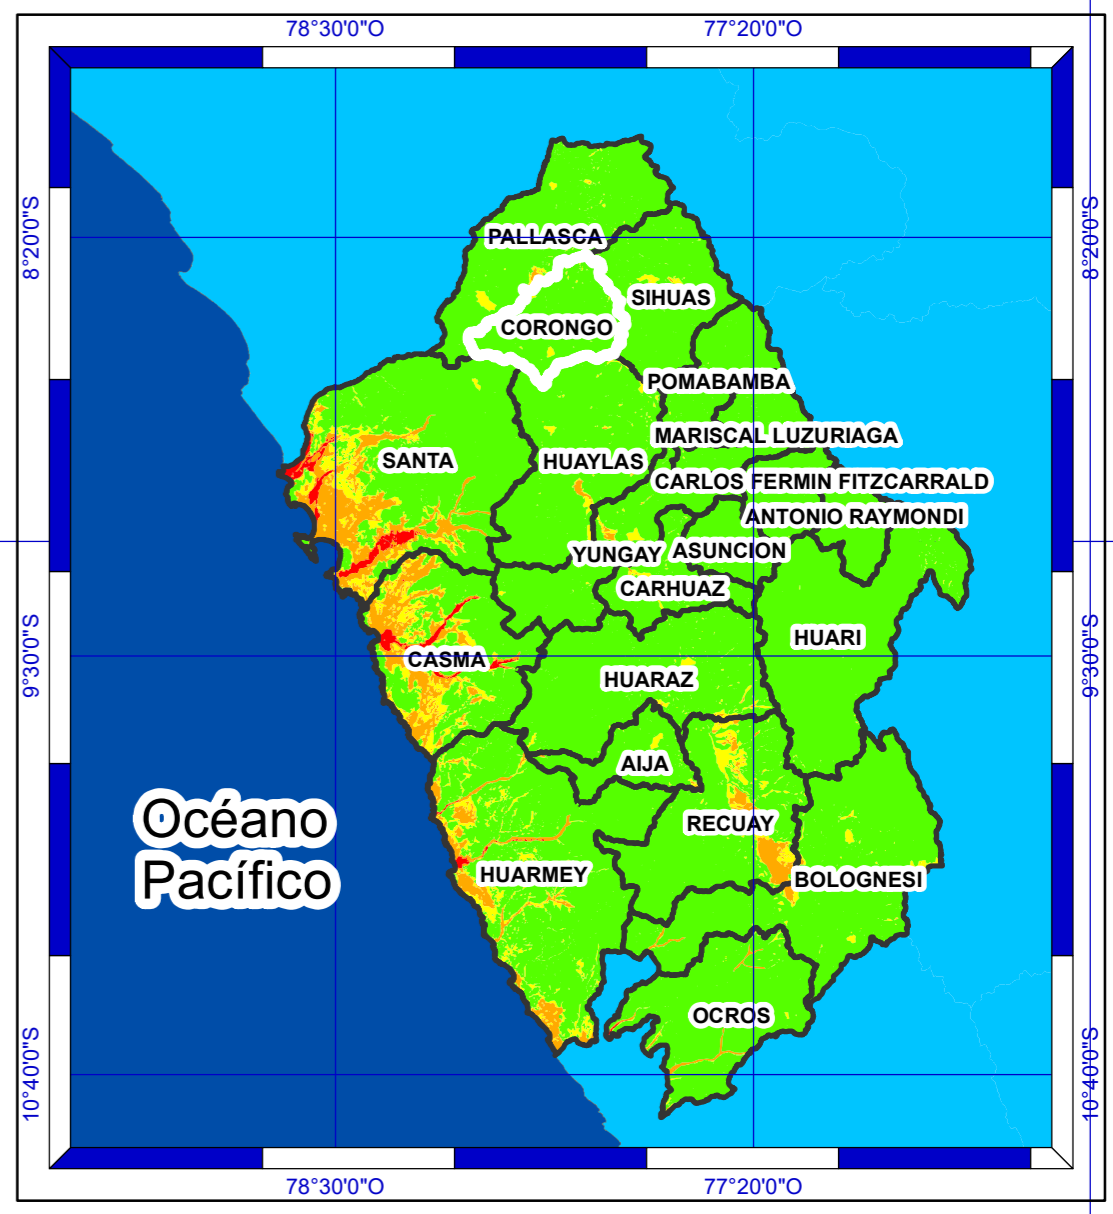 78°30'0"O
77°20'0"O
8°20'0"S
8°20'0"S
PALLASCA
SIHUAS
CORONGO
POMABAMBA
MARISCAL LUZURIAGA
SANTA
HUAYLAS
CARLOS FERMIN FITZCARRALD
ANTONIO RAYMONDI
YUNGAY
ASUNCION
CARHUAZ
HUARI
9°30'0"S
9°30'0"S
CASMA
HUARAZ
AIJA
Océano
Pacífico
RECUAY
HUARMEY
BOLOGNESI
OCROS
10°40'0"S
10°40'0"S
78°30'0"O
77°20'0"O